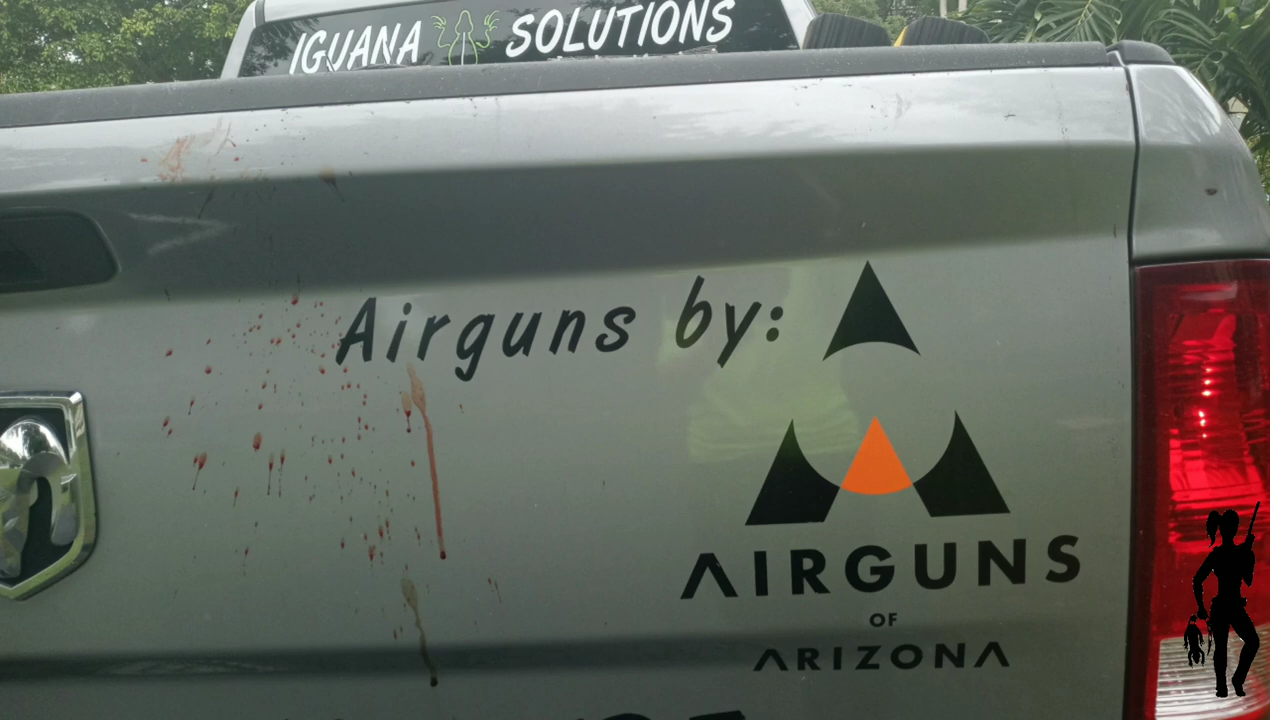 IGUANA SOLUTIONS
Airguns by:
AIRGUNS
OF
ARIZONA